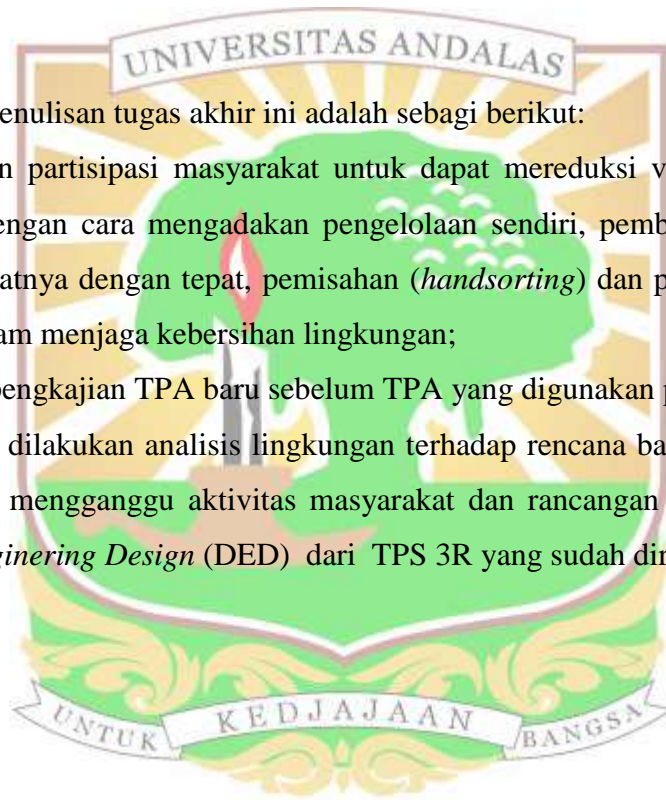 UNIVERSITAS ANDALAS
enulisan tugas akhir ini adalah sebagi berikut:
n partisipasi masyarakat untuk dapat mereduksi v
engan cara mengadakan pengelolaan sendiri, pemb
atnya dengan tepat, pemisahan (handsorting) dan p
am menjaga kebersihan lingkungan;
pengkajian TPA baru sebelum TPA yang digunakan p
dilakukan analisis lingkungan terhadap rencana ba
mengganggu aktivitas masyarakat dan rancangan
ginering Design (DED) dari TPS 3R yang sudah dir
UNTUK KEDJAJAAN BANGSA